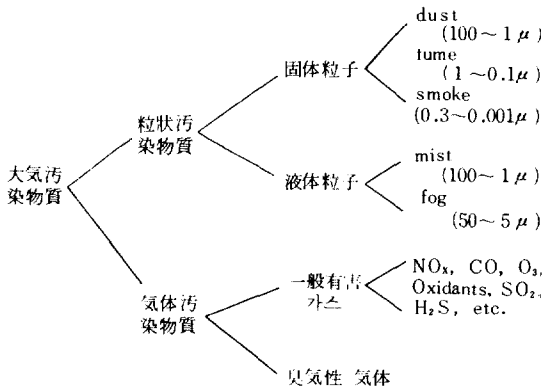 dust
(100～1μ)
固体粒子
tume
(1～0.1μ)
smoke
(0.3～0.001μ)
粒状汚
染物質
大気汚
染物質
mist
(100～1μ)
液体粒子
fog
(50～5μ)
NOx, CO, O₃,
一般有害
가스
Oxidants, SO₂,
H₂S, etc.
気体汚
染物質
臭気性 気体